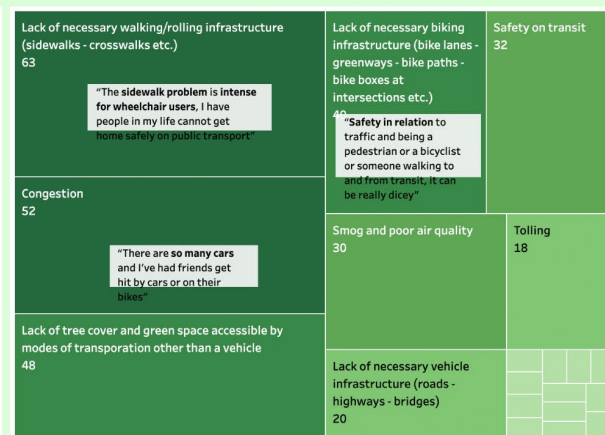 Lack of necessary walking/rolling infrastructure
(sidewalks - crosswalks etc.)
63
“The sidewalk problem is intense
for wheelchair users, I have
people in my life cannot get
home safely on public transport”
Congestion
52
“There are so many cars
and I’ve had friends get
hit by cars or on their
bikes”
Lack of tree cover and green space accessible by
modes of transporation other than a vehicle
48
Lack of necessary biking
infrastructure (bike lanes -
greenways - bike paths -
bike boxes at
intersections etc.)
“Safety in relation to
traffic and being a
pedestrian or a bicyclist
or someone walking to
and from transit, it can
be really dicey”
Safety on transit
32
Smog and poor air quality
30
Tolling
18
Lack of necessary vehicle
infrastructure (roads -
highways - bridges)
20